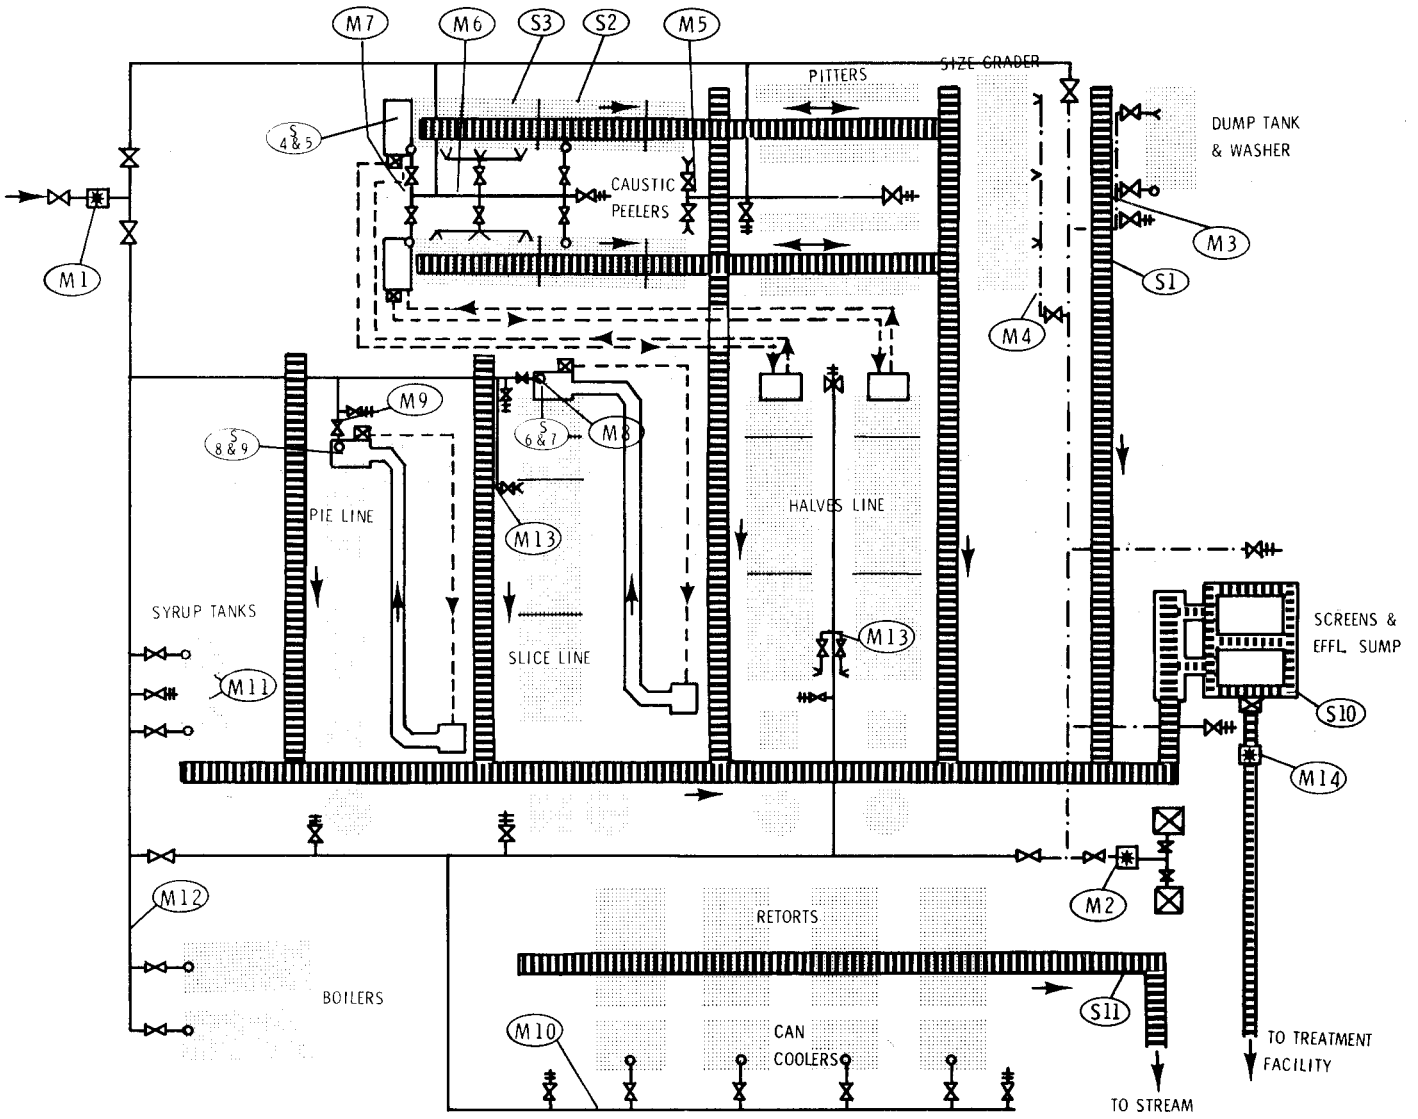 M7
M6
S3
S2
M5
SIZE GRADER
PITTERS
S
4 & 5
DUMP TANK
& WASHER
CAUSTIC
PEELERS
M3
M1
S1
M4
M9
S
8 & 9
S
6 & 7
M8
PIE LINE
HALVES LINE
M13
SYRUP TANKS
SCREENS &
EFFL. SUMP
M13
SLICE LINE
M11
S10
M14
M12
M2
RETORTS
BOILERS
S11
M10
CAN
COOLERS
TO TREATMENT
FACILITY
TO STREAM